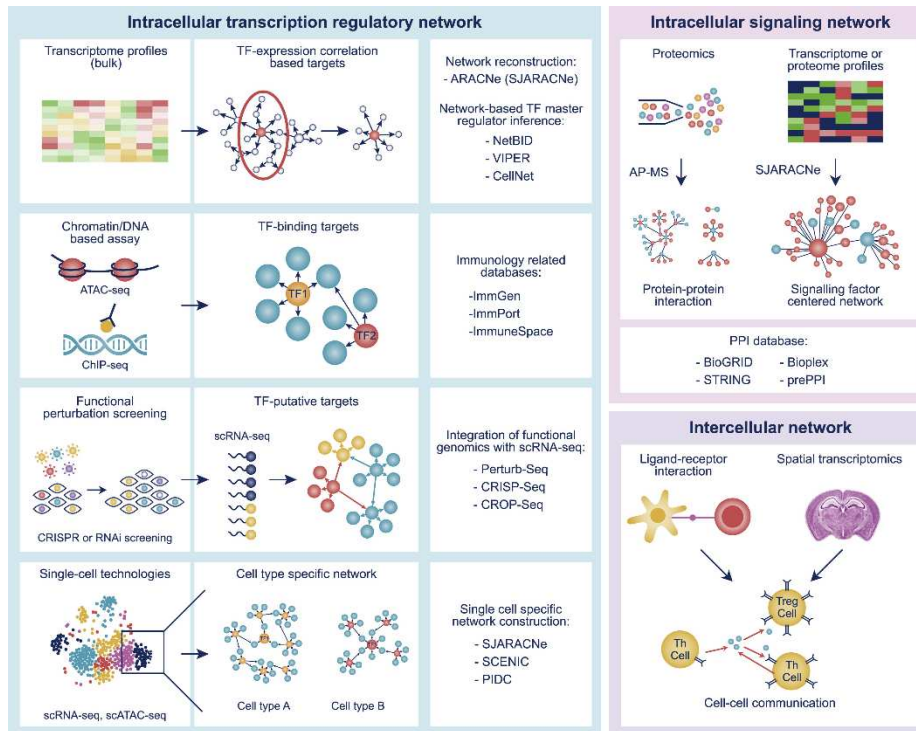 Intracellular transcription regulatory network
Transcriptome profiles
(bulk)
TF-expression correlation
based targets
Network reconstruction:
- ARACNe (SJARACNe)
Network-based TF master
regulator inference:
- NetBID
- VIPER
- CellNet
Chromatin/DNA
based assay
ATAC-seq
ChIP-seq
TF-binding targets
TF1
TF2
Immunology related
databases:
-ImmGen
-ImmPort
-ImmuneSpace
Functional
perturbation screening
CRISPR or RNAi screening
TF-putative targets
scRNA-seq
Integration of functional
genomics with scRNA-seq:
- Perturb-Seq
- CRISP-Seq
- CROP-Seq
Single-cell technologies
scRNA-seq, scATAC-seq
Cell type specific network
Cell type A
Cell type B
Single cell specific
network construction:
- SJARACNe
- SCENIC
- PIDC
Intracellular signaling network
Proteomics
AP-MS
Protein-protein
interaction
Transcriptome or
proteome profiles
SJARACNe
Signalling factor
centered network
PPI database:
- BioGRID - Bioplex
- STRING - prePPI
Intercellular network
Ligand-receptor
interaction
Spatial transcriptomics
Treg
Cell
Th
Cell
Th
Cell
Cell-cell communication